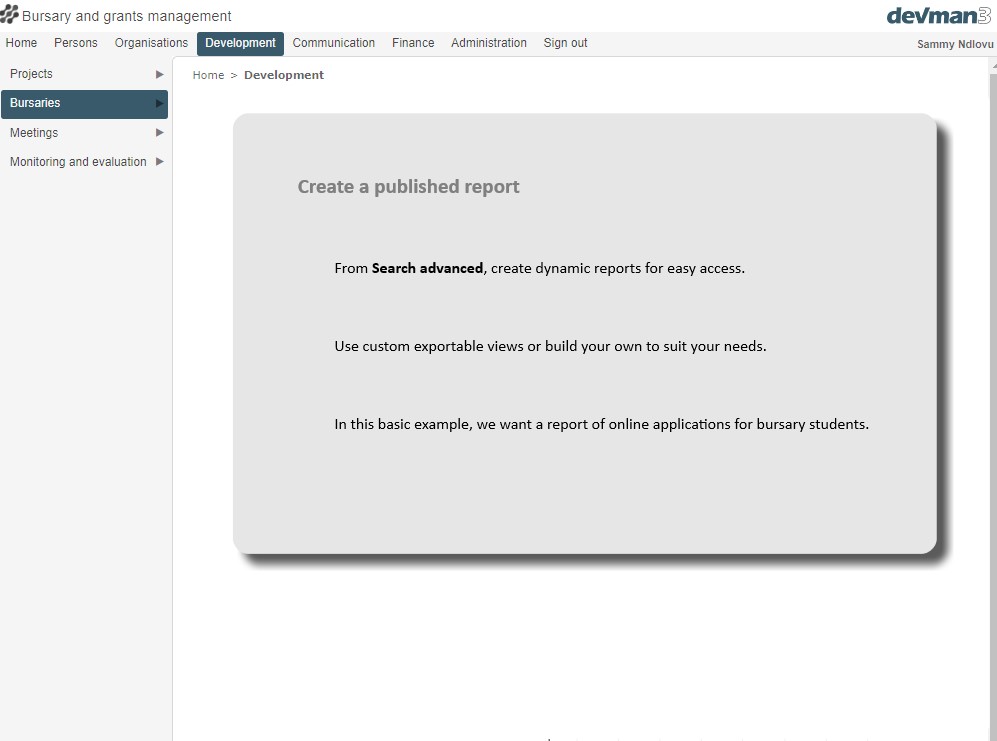 Bursary and grants management
devman3
Home Persons Organisations Development Communication Finance Administration Sign out
Sammy Ndlovu
Projects
Bursaries
Meetings
Monitoring and evaluation
Home > Development
Create a published report
From Search advanced, create dynamic reports for easy access.
Use custom exportable views or build your own to suit your needs.
In this basic example, we want a report of online applications for bursary students.